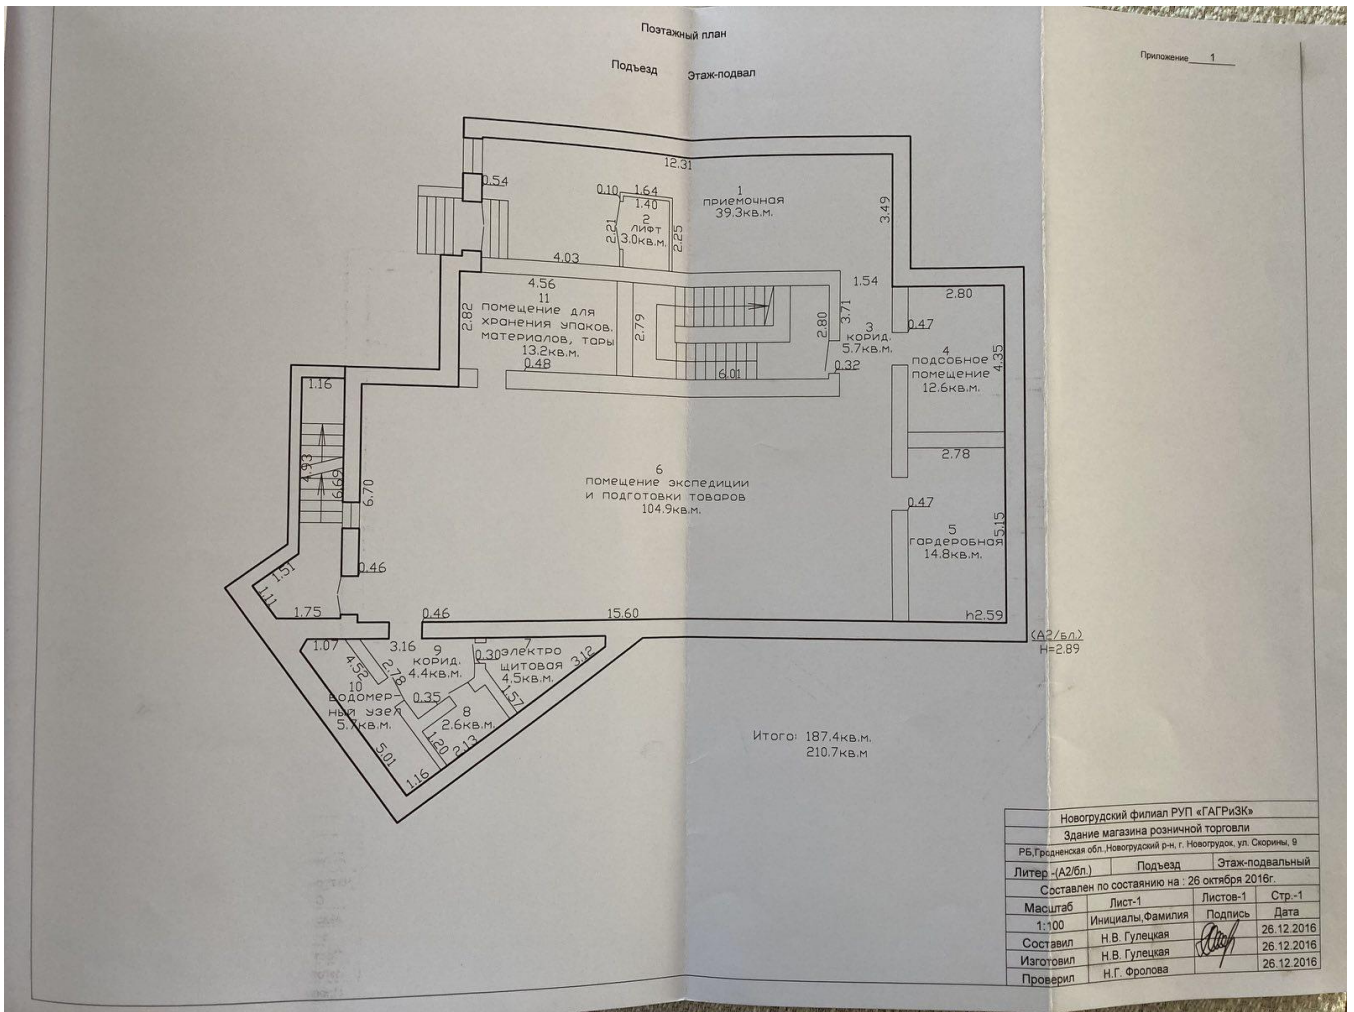 Поэтажный план
Подъезд Этаж-подвал
Приложение 1
12.31
0.54
0.10 1.64
1.40
1
приемочная
39.3кв.м.
2
лифт
3.0кв.м.
2.21
2.25
3.49
4.03
4.56
11
помещение для
хранения упаков.
материалов, тары
13.2кв.м.
0.48
2.82
2.79
2.80
3.71
1.54
6.01
0.32
3
корид.
5.7кв.м.
2.80
0.47
4
подсобное
помещение
12.6кв.м.
4.35
2.78
0.47
5
гардеробная
14.8кв.м.
5.15
h2.59
1.16
4.93
6.69
6.70
6
помещение экспедиции
и подготовки товаров
104.9кв.м.
0.46
1.51
1.11
1.75
0.46
15.60
(А2/бл.)
Н=2.89
1.07
3.16
9
корид.
4.4кв.м.
0.30
7
электро
щитовая
4.5кв.м.
3.12
4.52
2.78
10
водомер-
ный узел
5.7кв.м.
0.35
8
2.6кв.м.
1.57
1.20
2.13
5.01
1.16
Итого: 187.4кв.м.
210.7кв.м
Новогрудский филиал РУП «ГАГРиЗК»
Здание магазина розничной торговли
РБ,Гродненская обл.,Новогрудский р-н, г. Новогрудок, ул. Скорины, 9
Литер -(А2/бл.) Подъезд Этаж-подвальный
Составлен по состаянию на : 26 октября 2016г.
Масштаб Лист-1 Листов-1 Стр.-1
1:100 Инициалы,Фамилия Подпись Дата
Составил Н.В. Гулецкая 26.12.2016
Изготовил Н.В. Гулецкая 26.12.2016
Проверил Н.Г. Фролова 26.12.2016